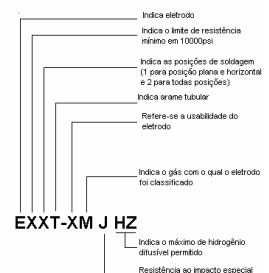 Indica eletrodo
Indica o limite de resistência
mínimo em 10000psi
Indica as posições de soldagem
(1 para posição plana e horizontal
e 2 para todas posições)
Indica arame tubular
Refere-se a usabilidade do
eletrodo
Indica o gás com o qual o eletrodo
foi classificado
EXXT-XM J HZ
Indica o máximo de hidrogênio
difusível permitido
Resistência ao impacto especial